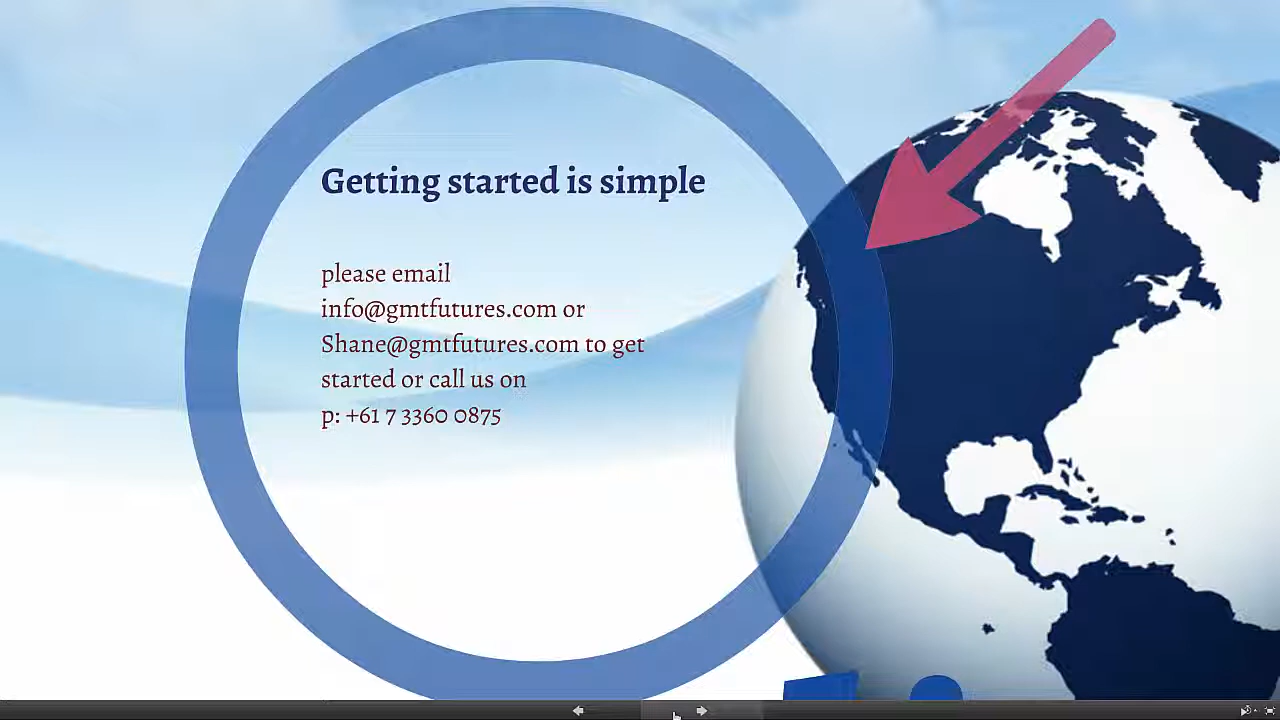 Getting started is simple
please email
info@gmtfutures.com or
Shane@gmtfutures.com to get
started or call us on
p: +61 7 3360 0875